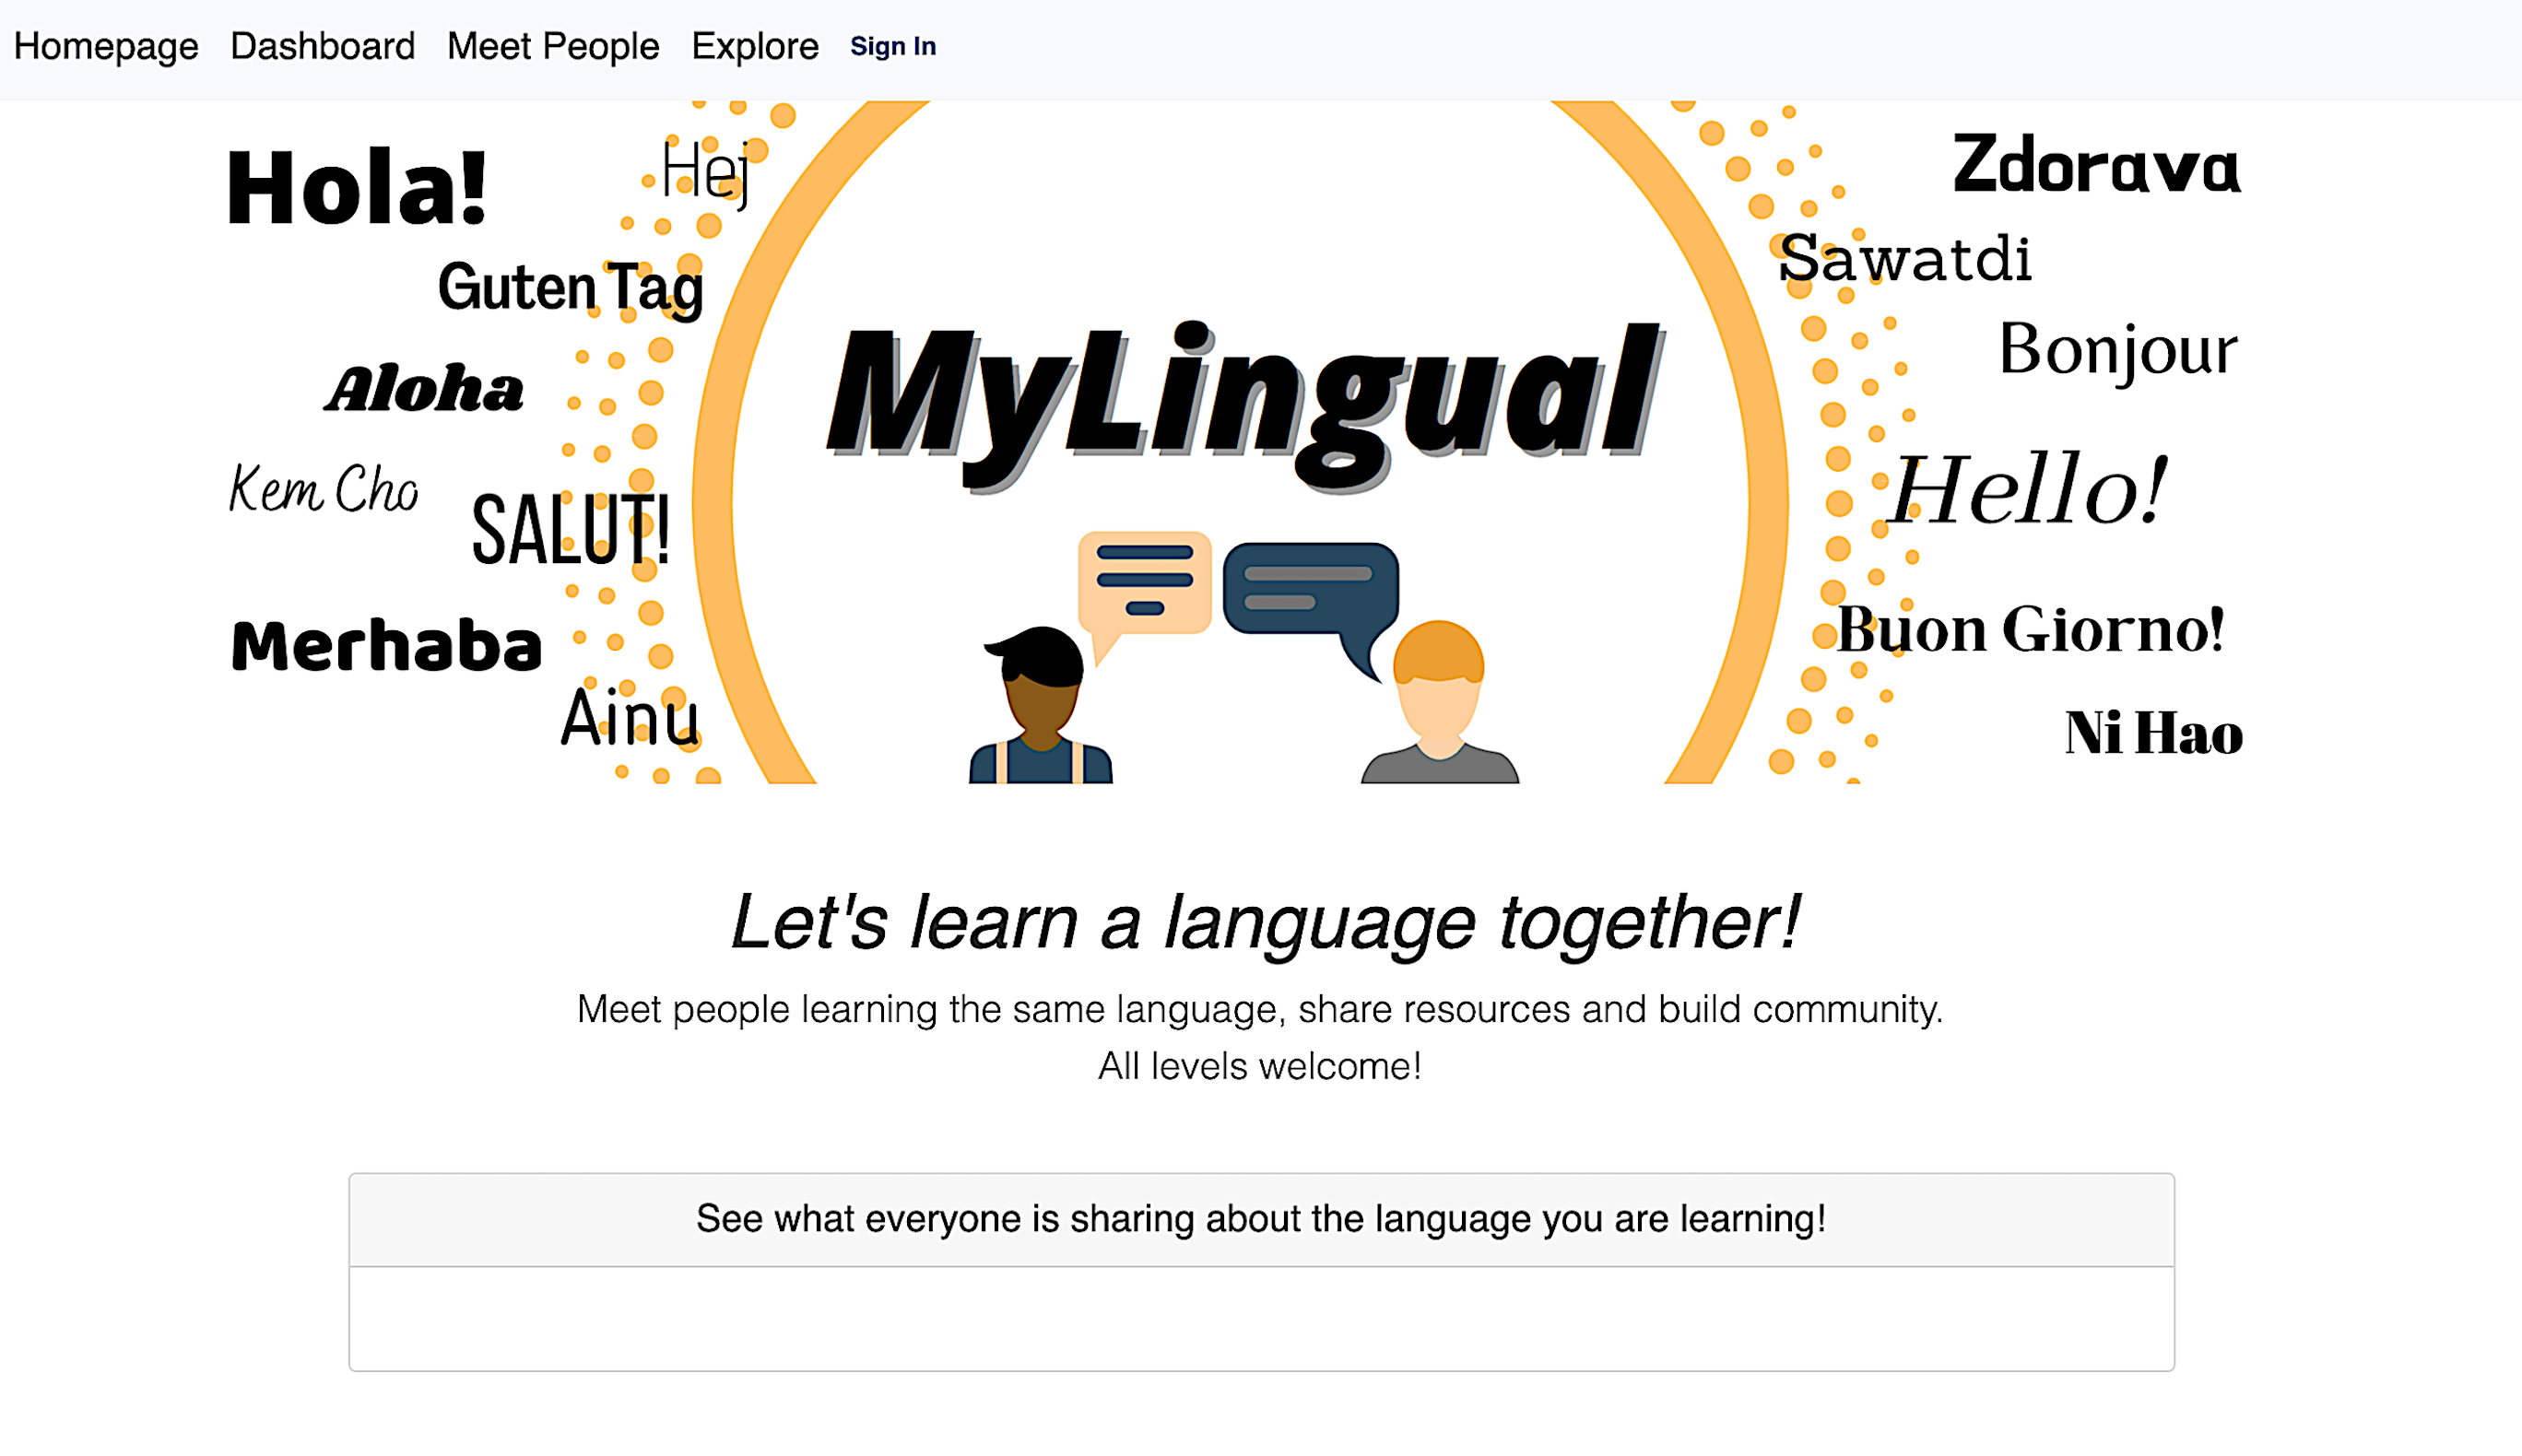 Homepage Dashboard Meet People Explore Sign In
Hola!
Hej
Guten Tag
Aloha
Kem Cho
SALUT!
Merhaba
Ainu
MyLingual
Zdorava
Sawatdi
Bonjour
Hello!
Buon Giorno!
Ni Hao
Let's learn a language together!
Meet people learning the same language, share resources and build community.
All levels welcome!
See what everyone is sharing about the language you are learning!